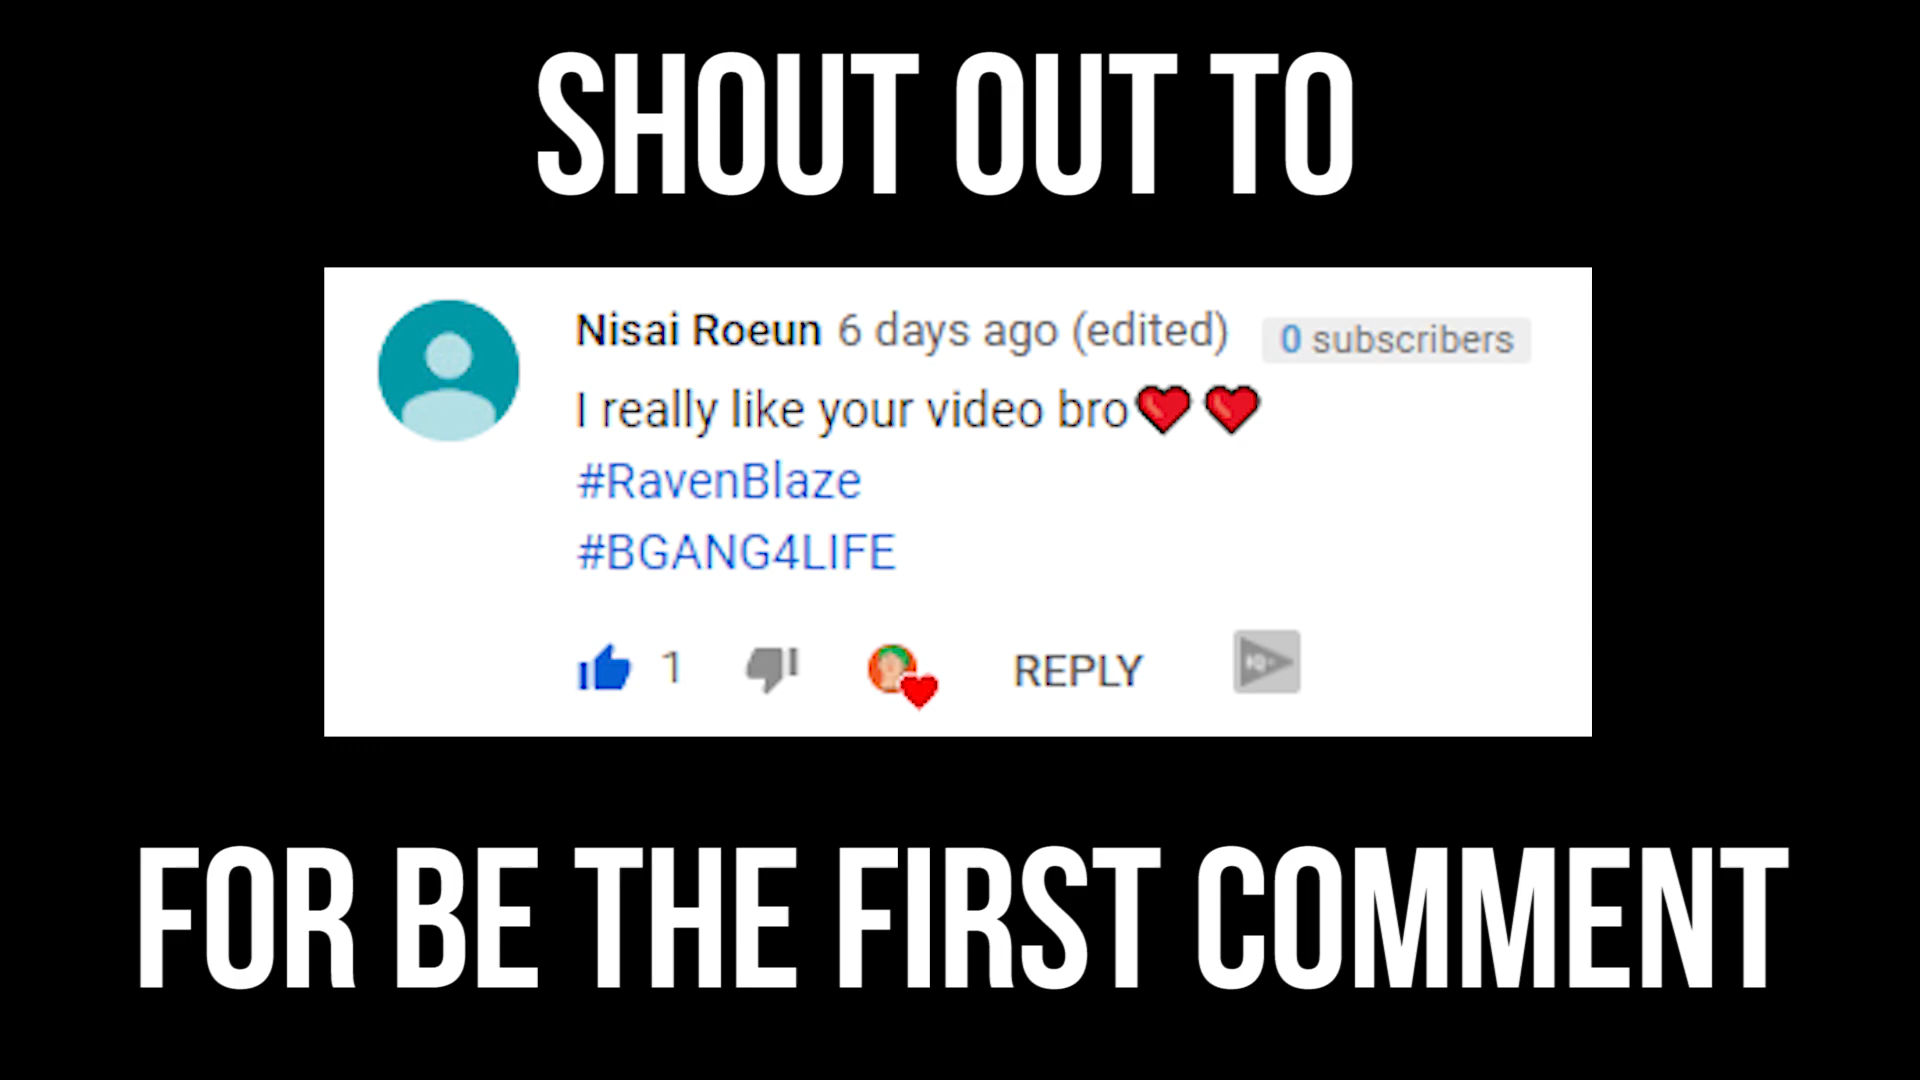 SHOUT OUT TO
Nisai Roeun 6 days ago (edited) 0 subscribers
I really like your video bro❤️❤️
#RavenBlaze
#BGANG4LIFE
1 REPLY
FOR BE THE FIRST COMMENT